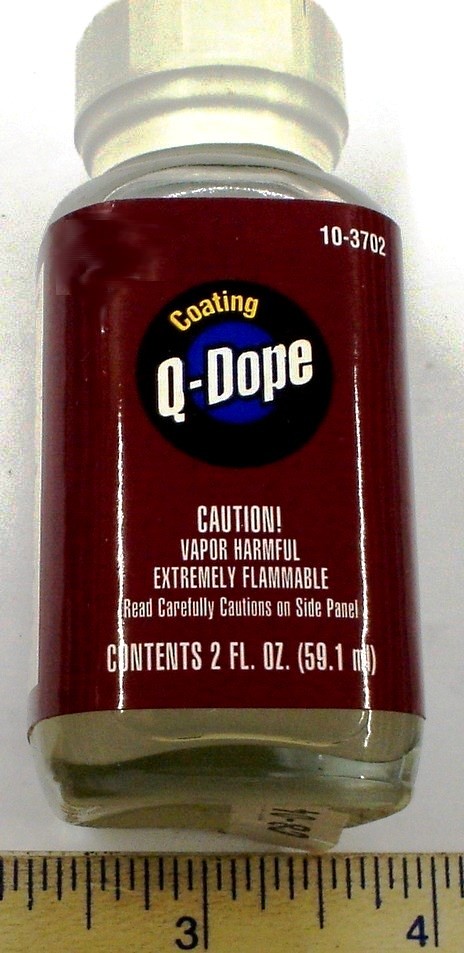 10-3702
Coating
Q-Dope
CAUTION!
VAPOR HARMFUL
EXTREMELY FLAMMABLE
Read Carefully Cautions on Side Panel
CONTENTS 2 FL. OZ. (59.1 ml)
3
4